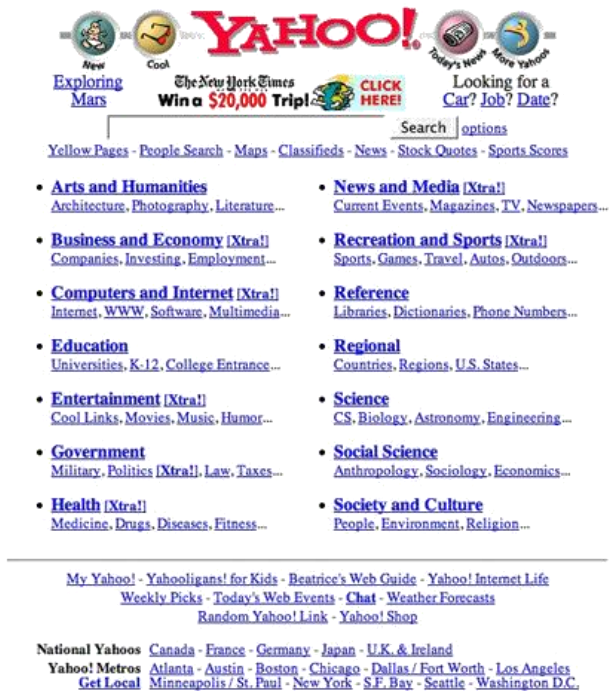 YAHOO!
New Cool Today's News More Yahoos
Exploring Mars
The New York Times
Win a $20,000 Trip! CLICK HERE!
Looking for a
Car? Job? Date?
Search options
Yellow Pages - People Search - Maps - Classifieds - News - Stock Quotes - Sports Scores
Arts and Humanities
Architecture, Photography, Literature...
Business and Economy [Xtra!]
Companies, Investing, Employment...
Computers and Internet [Xtra!]
Internet, WWW, Software, Multimedia...
Education
Universities, K-12, College Entrance...
Entertainment [Xtra!]
Cool Links, Movies, Music, Humor...
Government
Military, Politics [Xtra!], Law, Taxes...
Health [Xtra!]
Medicine, Drugs, Diseases, Fitness...
News and Media [Xtra!]
Current Events, Magazines, TV, Newspapers...
Recreation and Sports [Xtra!]
Sports, Games, Travel, Autos, Outdoors...
Reference
Libraries, Dictionaries, Phone Numbers...
Regional
Countries, Regions, U.S. States...
Science
CS, Biology, Astronomy, Engineering...
Social Science
Anthropology, Sociology, Economics...
Society and Culture
People, Environment, Religion...
My Yahoo! - Yahooligans! for Kids - Beatrice's Web Guide - Yahoo! Internet Life
Weekly Picks - Today's Web Events - Chat - Weather Forecasts
Random Yahoo! Link - Yahoo! Shop
National Yahoos Canada - France - Germany - Japan - U.K. & Ireland
Yahoo! Metros Atlanta - Austin - Boston - Chicago - Dallas / Fort Worth - Los Angeles
Get Local Minneapolis / St. Paul - New York - S.F. Bay - Seattle - Washington D.C.